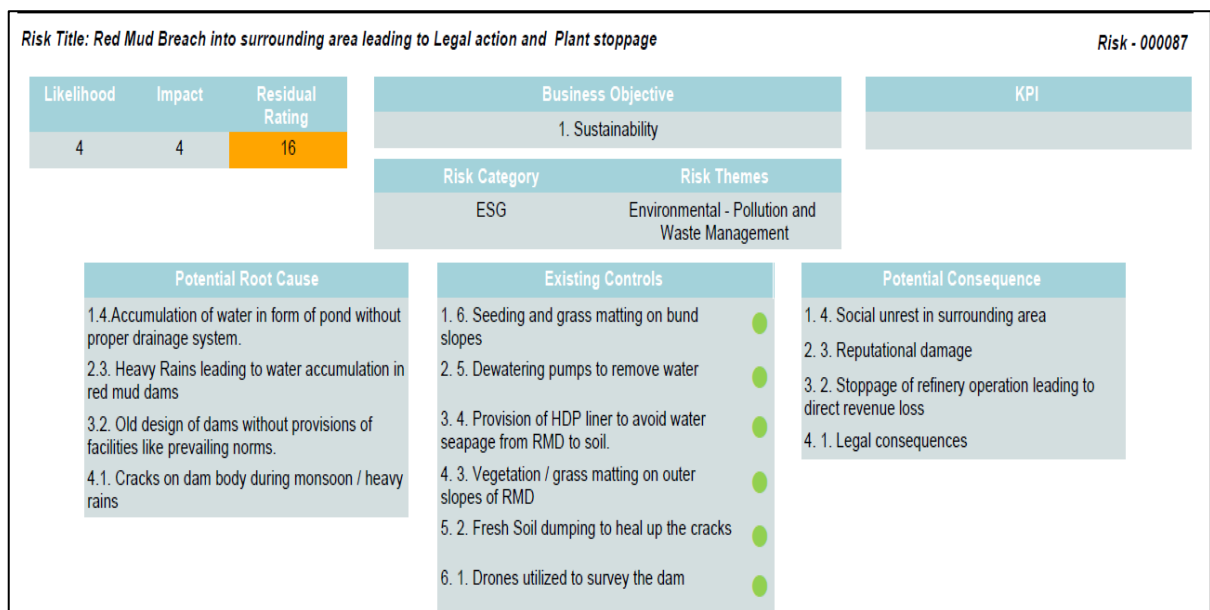 Risk Title: Red Mud Breach into surrounding area leading to Legal action and Plant stoppage
Risk - 000087
Likelihood
Impact
Residual
Rating
4
4
16
Business Objective
1. Sustainability
KPI
Risk Category
Risk Themes
ESG
Environmental - Pollution and
Waste Management
Potential Root Cause
1.4.Accumulation of water in form of pond without
proper drainage system.
2.3. Heavy Rains leading to water accumulation in
red mud dams
3.2. Old design of dams without provisions of
facilities like prevailing norms.
4.1. Cracks on dam body during monsoon / heavy
rains
Existing Controls
1. 6. Seeding and grass matting on bund
slopes
2. 5. Dewatering pumps to remove water
3. 4. Provision of HDP liner to avoid water
seepage from RMD to soil.
4. 3. Vegetation / grass matting on outer
slopes of RMD
5. 2. Fresh Soil dumping to heal up the cracks
6. 1. Drones utilized to survey the dam
Potential Consequence
1. 4. Social unrest in surrounding area
2. 3. Reputational damage
3. 2. Stoppage of refinery operation leading to
direct revenue loss
4. 1. Legal consequences